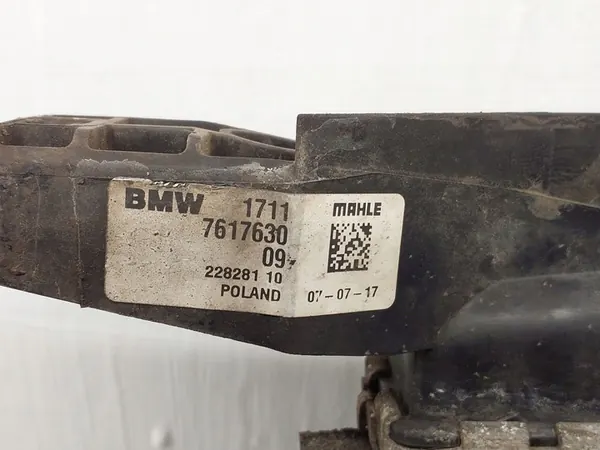 BMW 1711
7617630
09
228281 10
POLAND
MAHLE
07-07-17